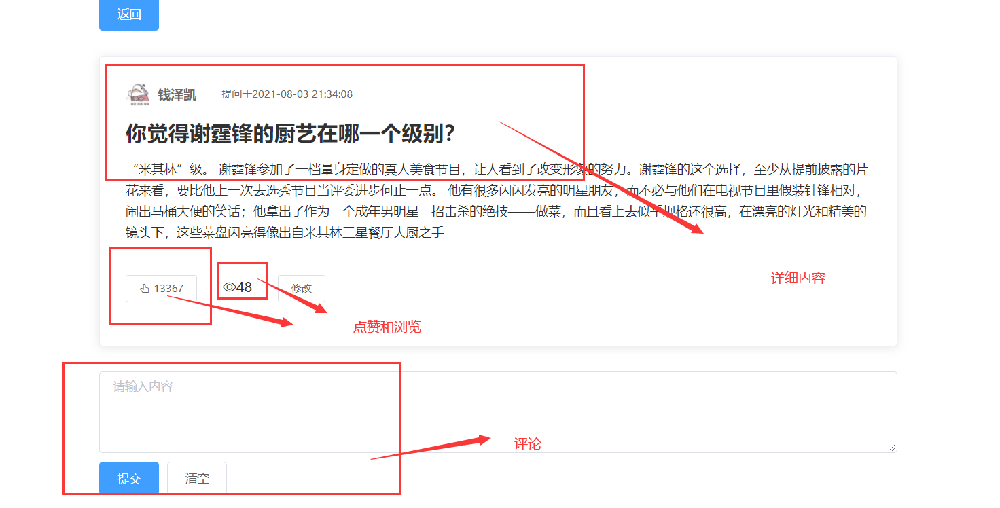 返回
钱泽凯 提问于2021-08-03 21:34:08
你觉得谢霆锋的厨艺在哪一个级别?
“米其林”级。 谢霆锋参加了一档量身定做的真人美食节目，让人看到了改变形象的努力。谢霆锋的这个选择，至少从提前披露的片
花来看，要比他上一次去选秀节目当评委进步何止一点。 他有很多闪闪发亮的明星朋友，而不必与他们在电视节目里假装针锋相对，
闹出马桶大便的笑话；他拿出了作为一个成年男明星一招击杀的绝技——做菜，而且看上去似乎规格还很高，在漂亮的灯光和精美的
镜头下，这些菜盘闪亮得像出自米其林三星餐厅大厨之手
详细内容
13367 48 修改
点赞和浏览
请输入内容
评论
提交 清空